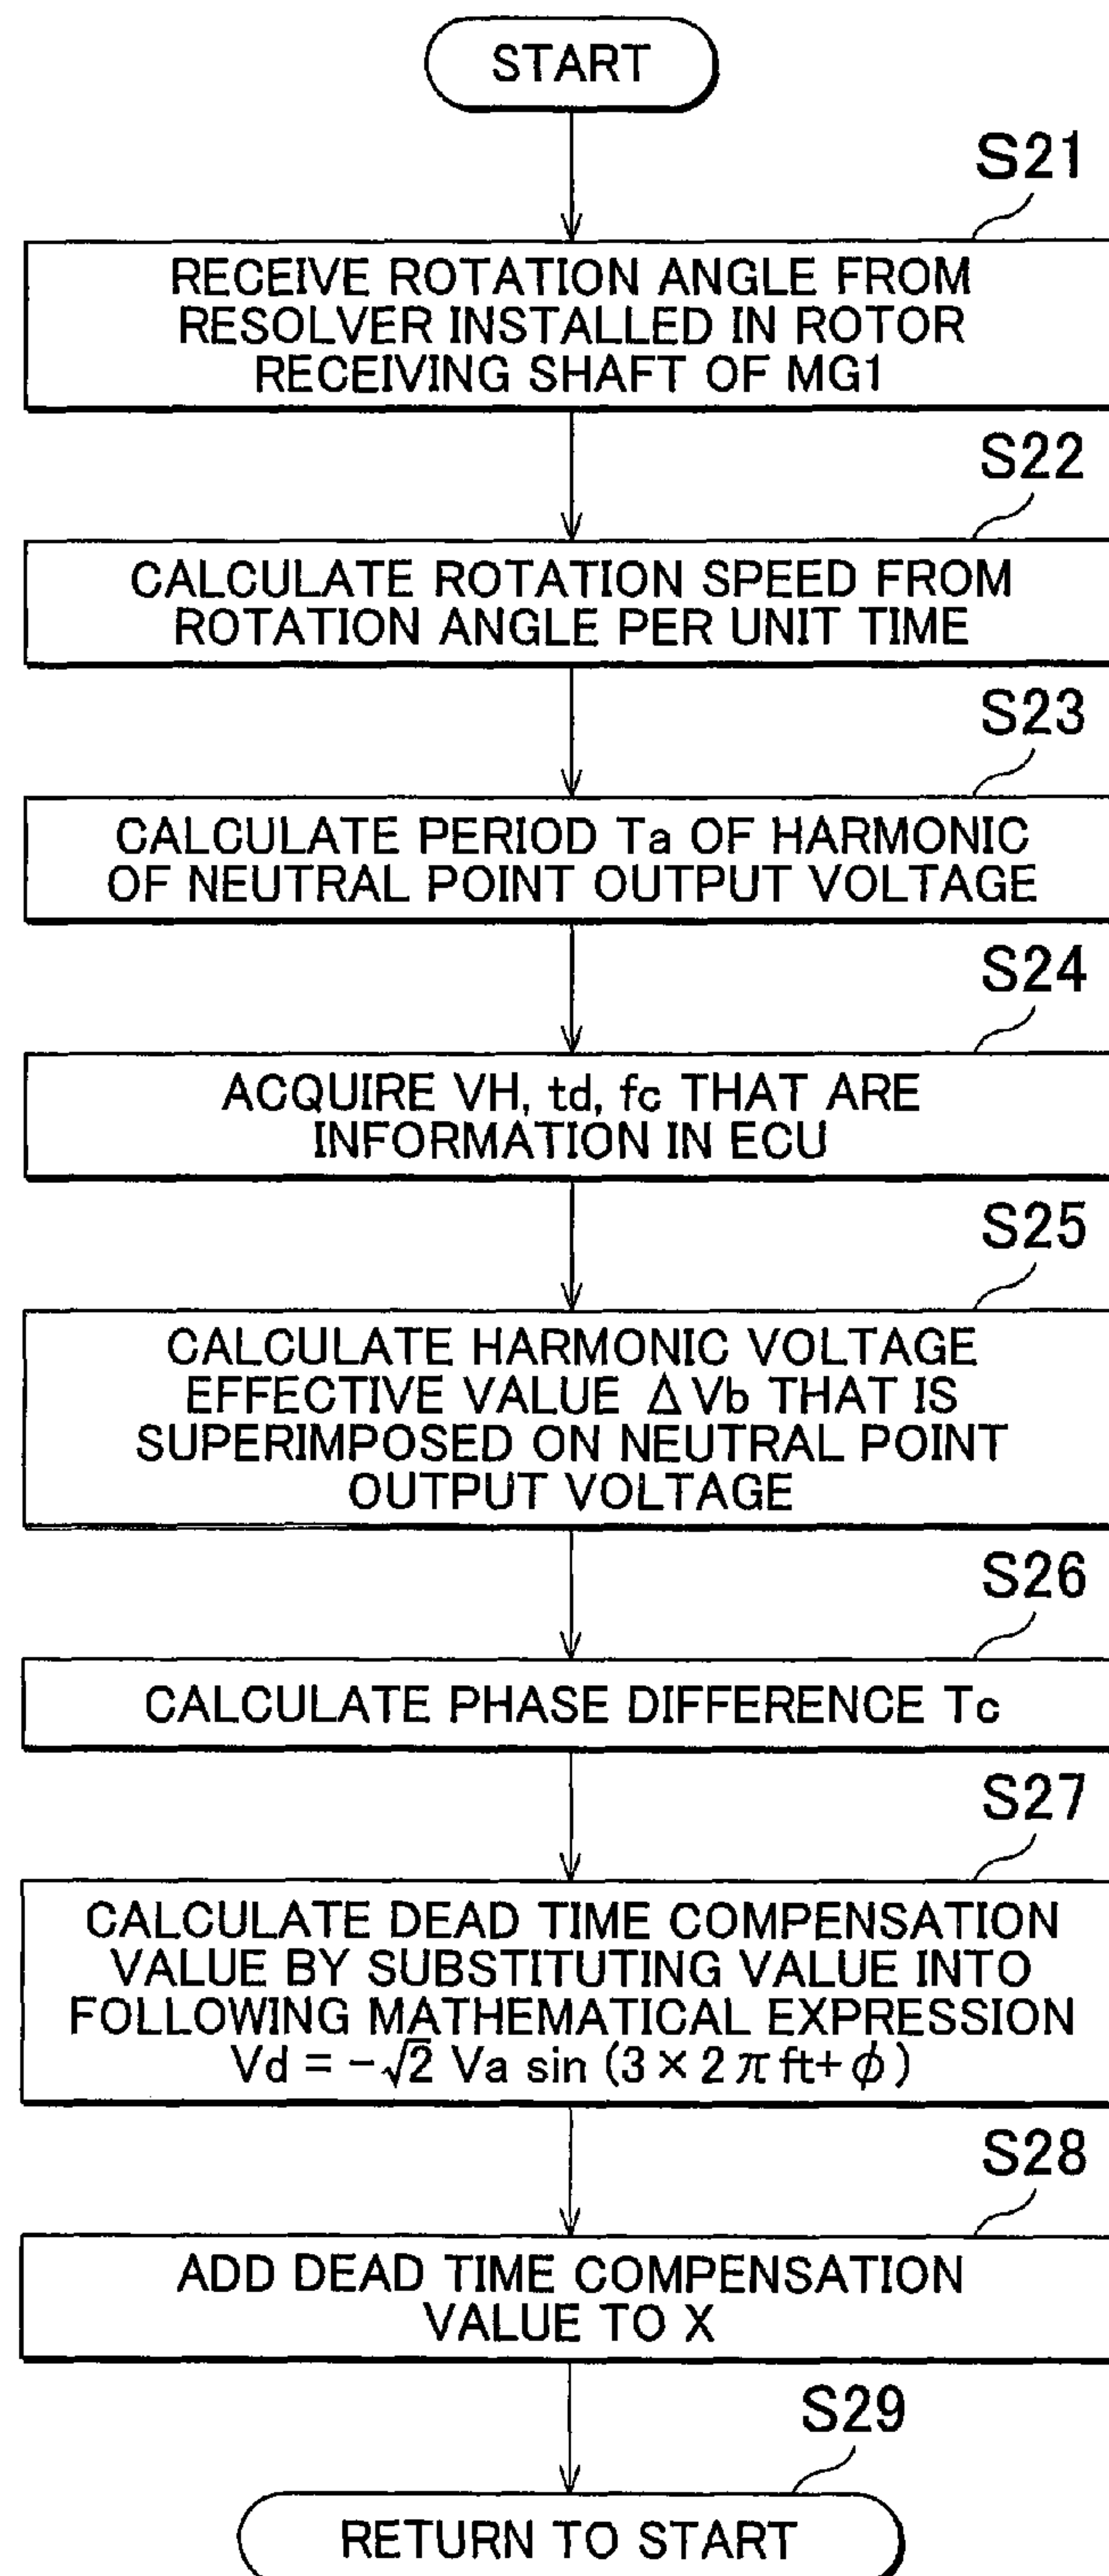 START
S21
RECEIVE ROTATION ANGLE FROM
RESOLVER INSTALLED IN ROTOR
RECEIVING SHAFT OF MG1
S22
CALCULATE ROTATION SPEED FROM
ROTATION ANGLE PER UNIT TIME
S23
CALCULATE PERIOD Ta OF HARMONIC
OF NEUTRAL POINT OUTPUT VOLTAGE
S24
ACQUIRE VH, td, fc THAT ARE
INFORMATION IN ECU
S25
CALCULATE HARMONIC VOLTAGE
EFFECTIVE VALUE ΔVb THAT IS
SUPERIMPOSED ON NEUTRAL POINT
OUTPUT VOLTAGE
S26
CALCULATE PHASE DIFFERENCE Tc
S27
CALCULATE DEAD TIME COMPENSATION
VALUE BY SUBSTITUTING VALUE INTO
FOLLOWING MATHEMATICAL EXPRESSION
Vd = -√2 Va sin (3 × 2 π ft+ φ)
S28
ADD DEAD TIME COMPENSATION
VALUE TO X
S29
RETURN TO START